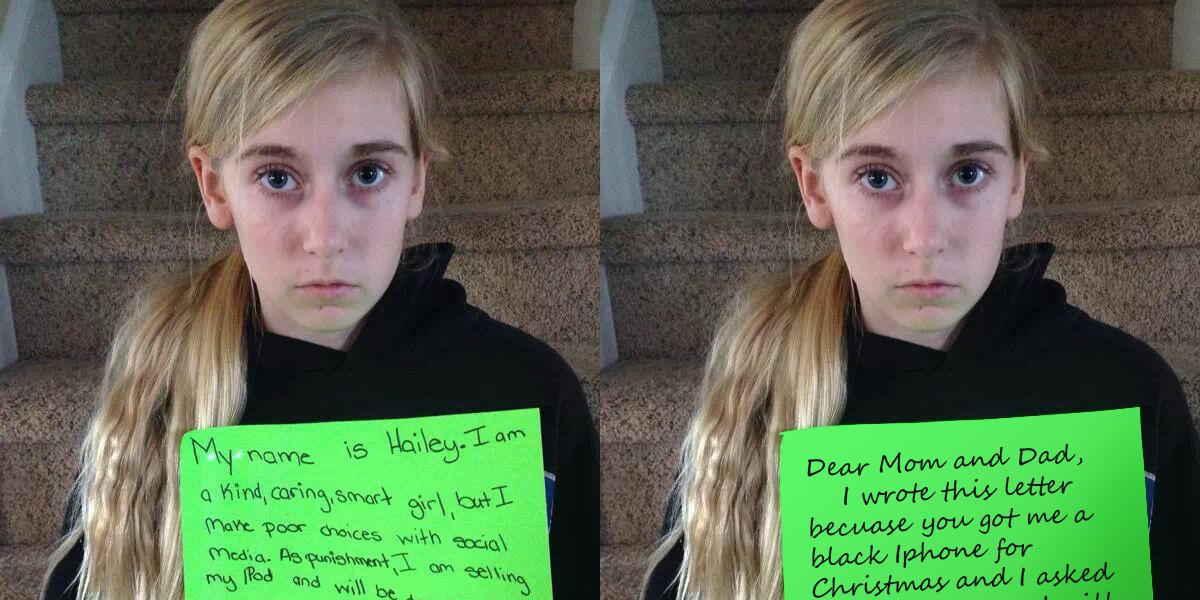 My name is Hailey. I am
a kind, caring, smart girl, but I
make poor choices with social
media. As punishment, I am selling
my IPod and will be
Dear Mom and Dad,
I wrote this letter
becuase you got me a
black Iphone for
Christmas and I asked